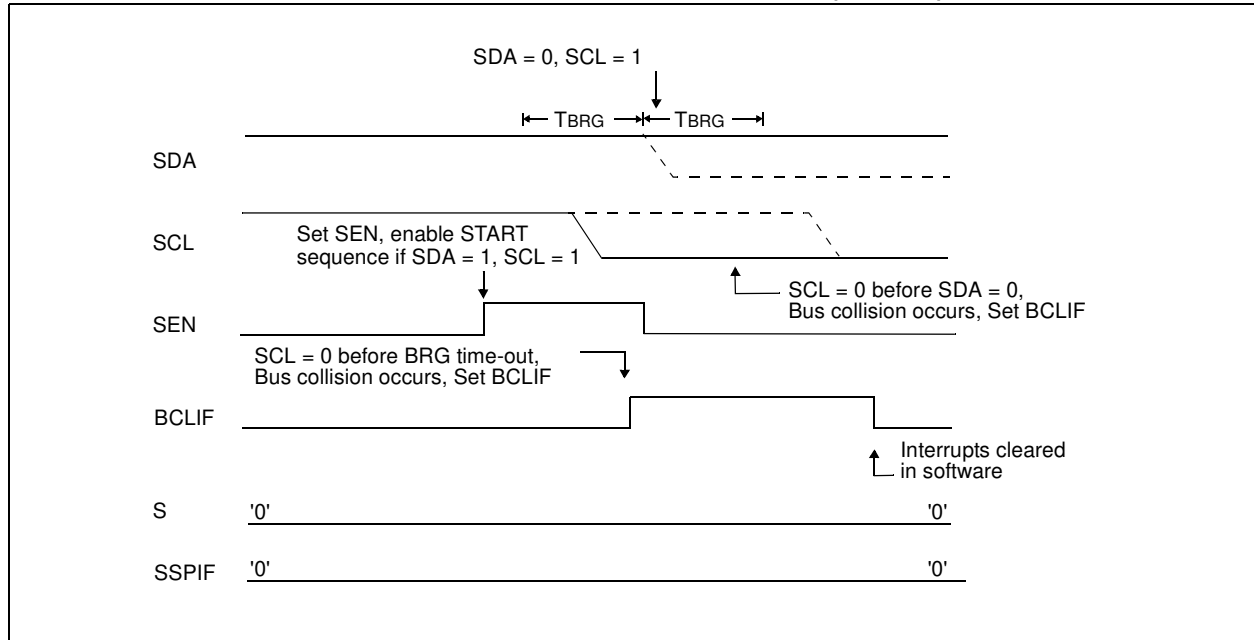 SDA = 0, SCL = 1
TBRG TBRG
SDA
SCL
Set SEN, enable START
sequence if SDA = 1, SCL = 1
SCL = 0 before SDA = 0,
Bus collision occurs, Set BCLIF
SEN
SCL = 0 before BRG time-out,
Bus collision occurs, Set BCLIF
BCLIF
Interrupts cleared
in software
S '0' '0'
SSPIF '0' '0'